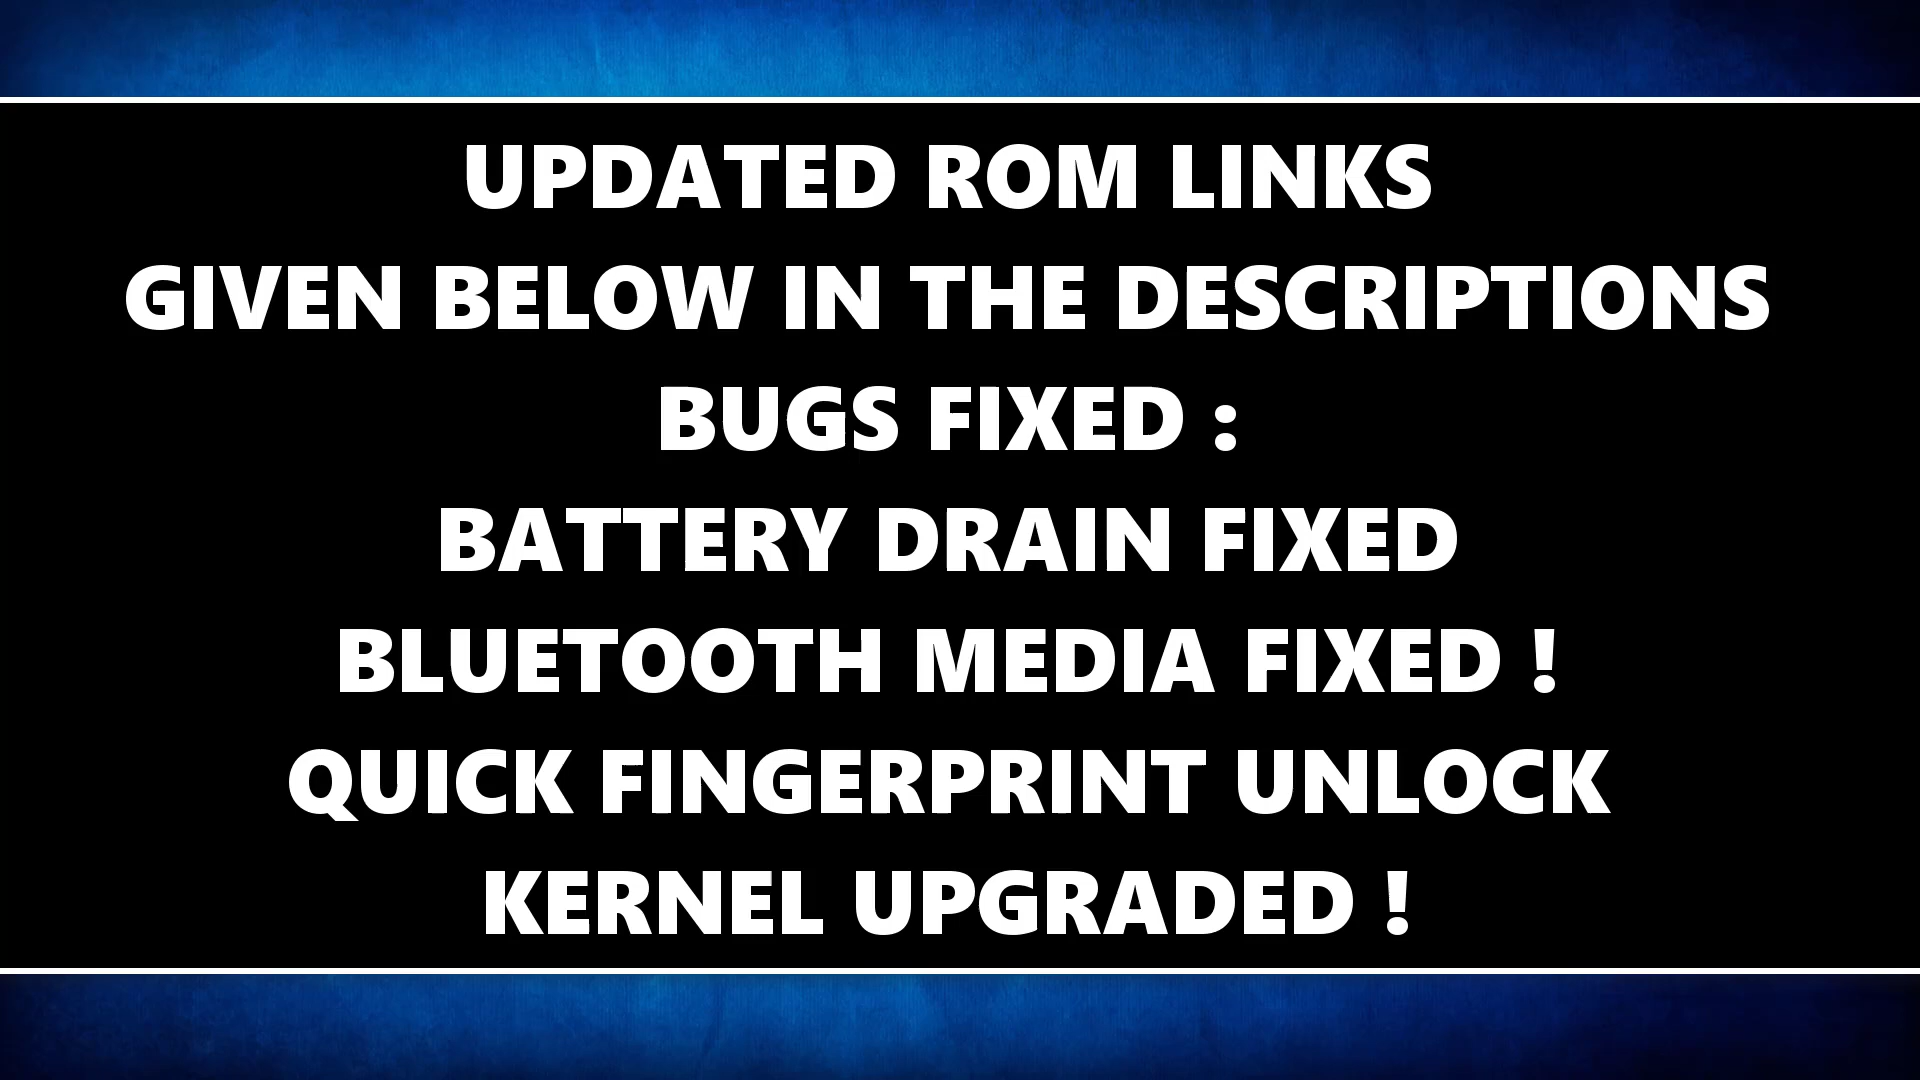 UPDATED ROM LINKS
GIVEN BELOW IN THE DESCRIPTIONS
BUGS FIXED :
BATTERY DRAIN FIXED
BLUETOOTH MEDIA FIXED !
QUICK FINGERPRINT UNLOCK
KERNEL UPGRADED !